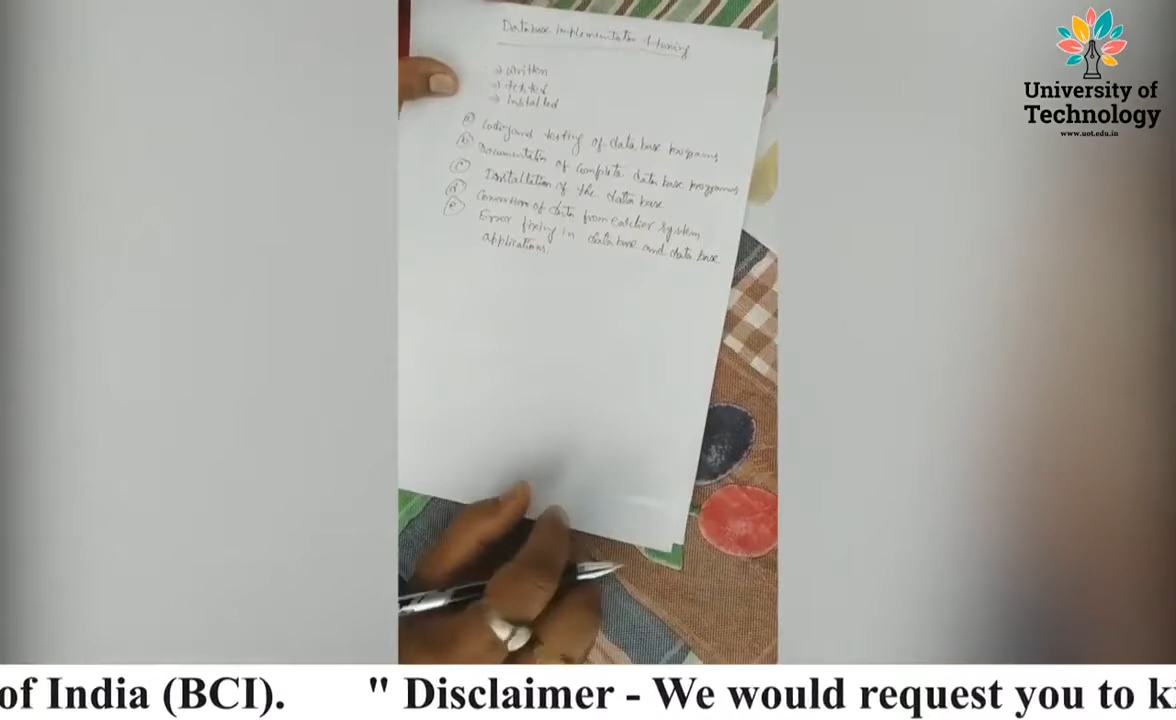 Database Implementation & tuning
→ written
→ tested
→ Installed
(a) Coding and testing of data base programs
(b) Documentation of complete data base programs
(c) Installation of the data base
(d) Conversion of data from earlier system
(e) Error fixing in data base and data base
applications.
University of
Technology
www.uot.edu.in
of India (BCI). " Disclaimer - We would request you to k